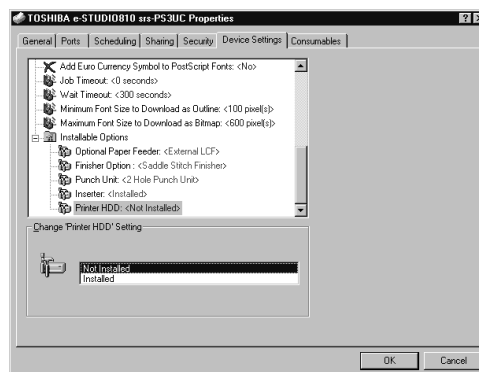 TOSHIBA e-STUDIO810 srs-PS3UC Properties
General Ports Scheduling Sharing Security Device Settings Consumables
Add Euro Currency Symbol to PostScript Fonts: <No>
Job Timeout: <0 seconds>
Wait Timeout: <300 seconds>
Minimum Font Size to Download as Outline: <100 pixel(s)>
Maximum Font Size to Download as Bitmap: <600 pixel(s)>
Installable Options
Optional Paper Feeder: <External LCF>
Finisher Option : <Saddle Stitch Finisher>
Punch Unit: <2 Hole Punch Unit>
Inserter: <Installed>
Printer HDD: <Not Installed>
Change 'Printer HDD' Setting
Not Installed
Installed
OK Cancel